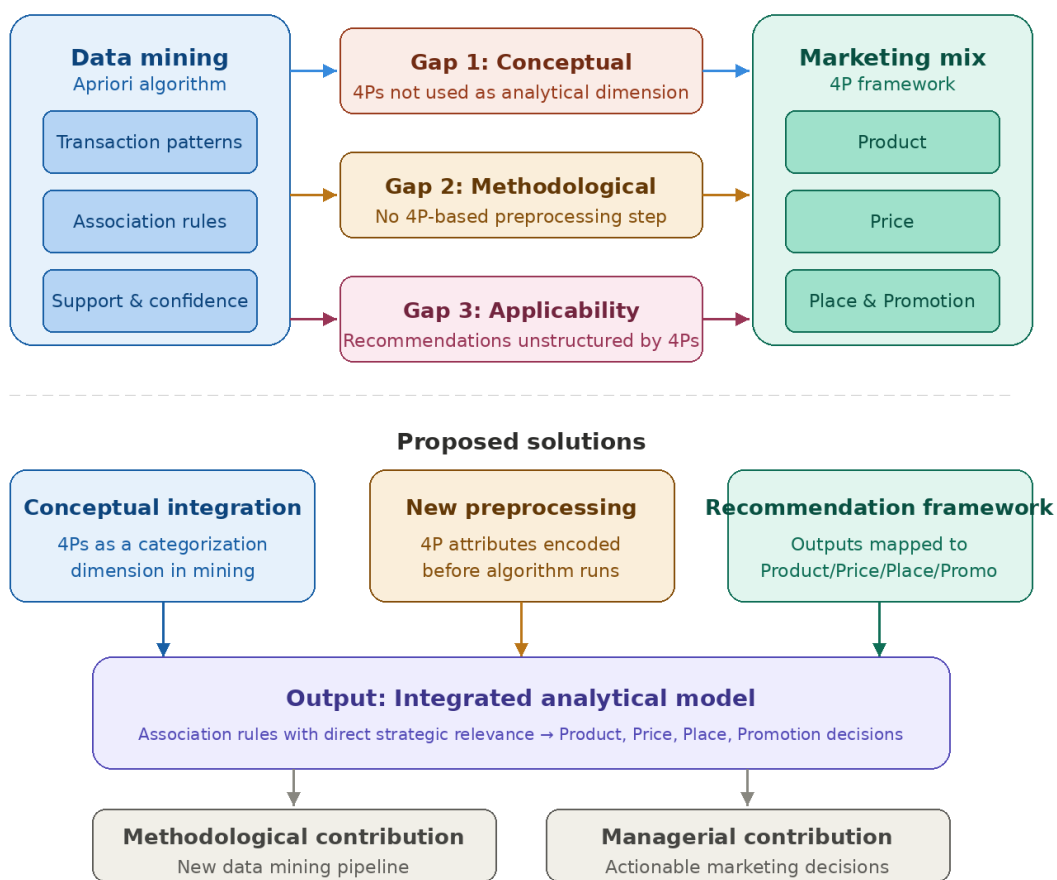 Data mining
Apriori algorithm
Transaction patterns
Association rules
Support & confidence
Gap 1: Conceptual
4Ps not used as analytical dimension
Gap 2: Methodological
No 4P-based preprocessing step
Gap 3: Applicability
Recommendations unstructured by 4Ps
Marketing mix
4P framework
Product
Price
Place & Promotion
Proposed solutions
Conceptual integration
4Ps as a categorization
dimension in mining
New preprocessing
4P attributes encoded
before algorithm runs
Recommendation framework
Outputs mapped to
Product/Price/Place/Promo
Output: Integrated analytical model
Association rules with direct strategic relevance → Product, Price, Place, Promotion decisions
Methodological contribution
New data mining pipeline
Managerial contribution
Actionable marketing decisions